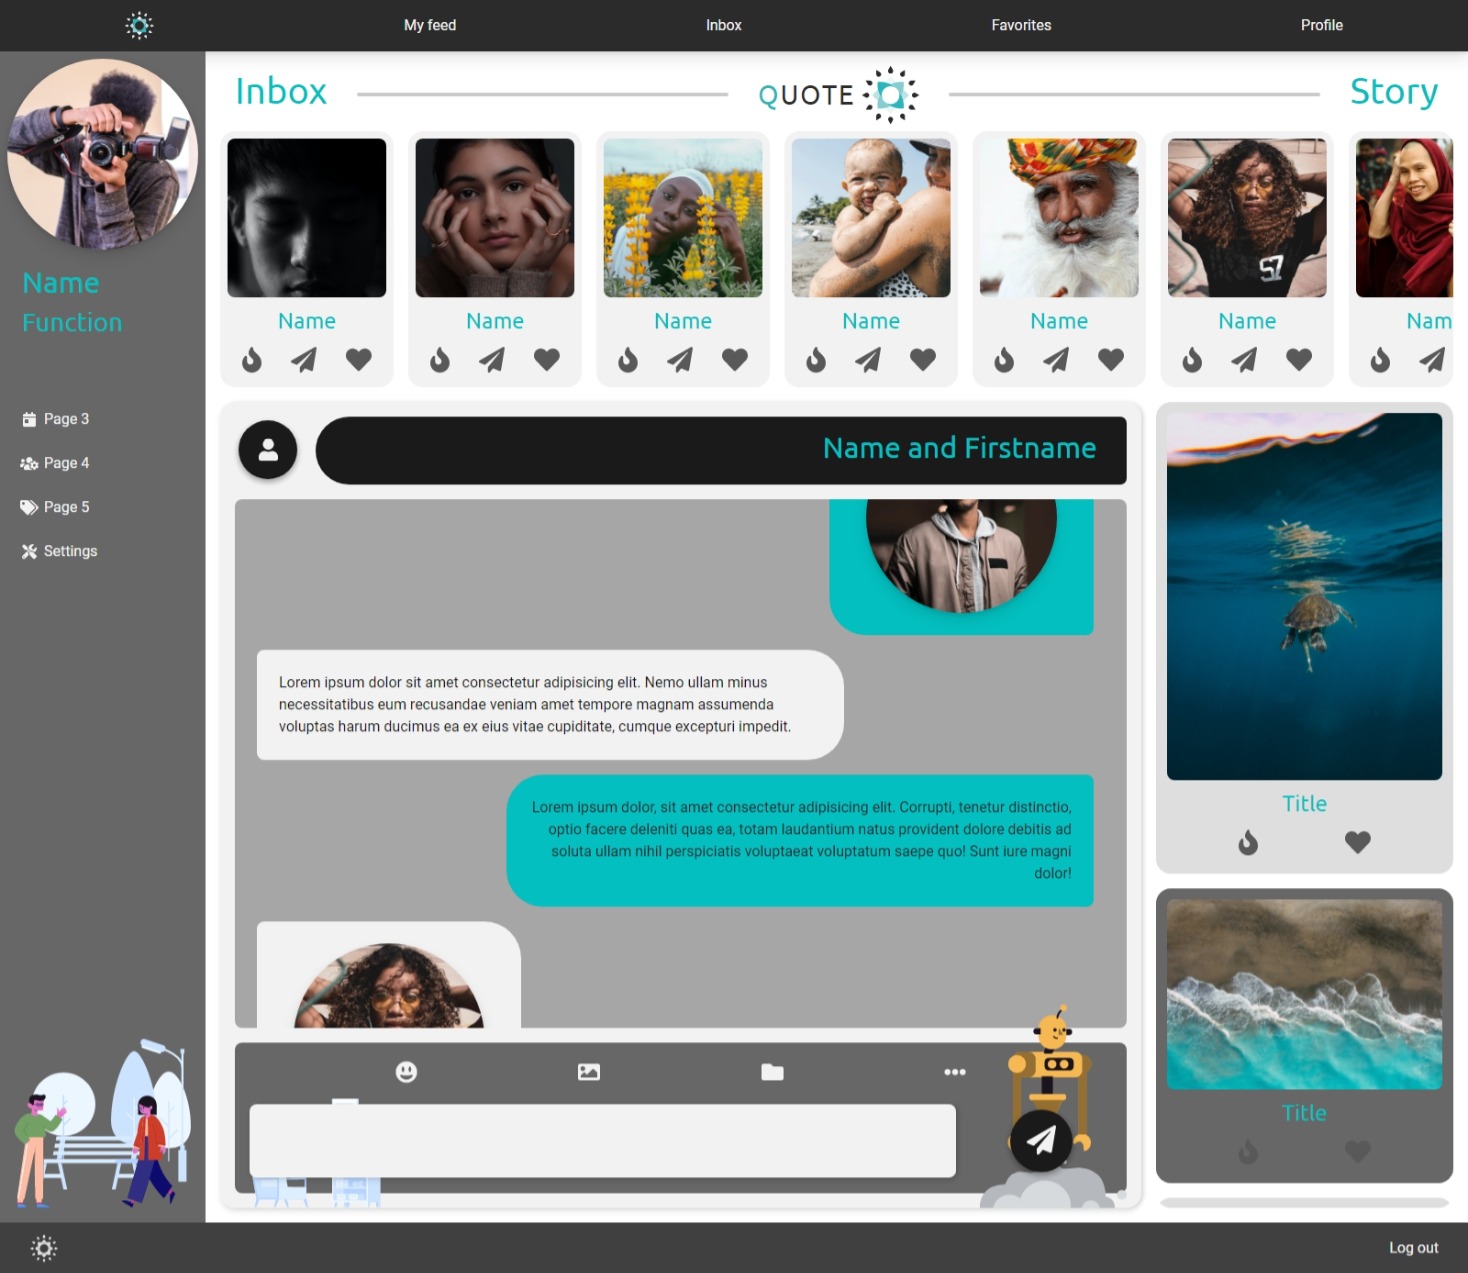 My feed
Inbox
Favorites
Profile
Name
Function
Page 3
Page 4
Page 5
Settings
Inbox
QUOTE
Story
Name
Name
Name
Name
Name
57
Name
Nam
Name and Firstname
Lorem ipsum dolor sit amet consectetur adipisicing elit. Nemo ullam minus
necessitatibus eum recusandae veniam amet tempore magnam assumenda
voluptas harum ducimus ea ex eius vitae cupiditate, cumque excepturi impedit.
Lorem ipsum dolor, sit amet consectetur adipisicing elit. Corrupti, tenetur distinctio,
optio facere deleniti quas ea, totam laudantium natus provident dolore debitis ad
soluta ullam nihil perspiciatis voluptaeat voluptatum saepe quo! Sunt iure magni
dolor!
Title
Title
Log out